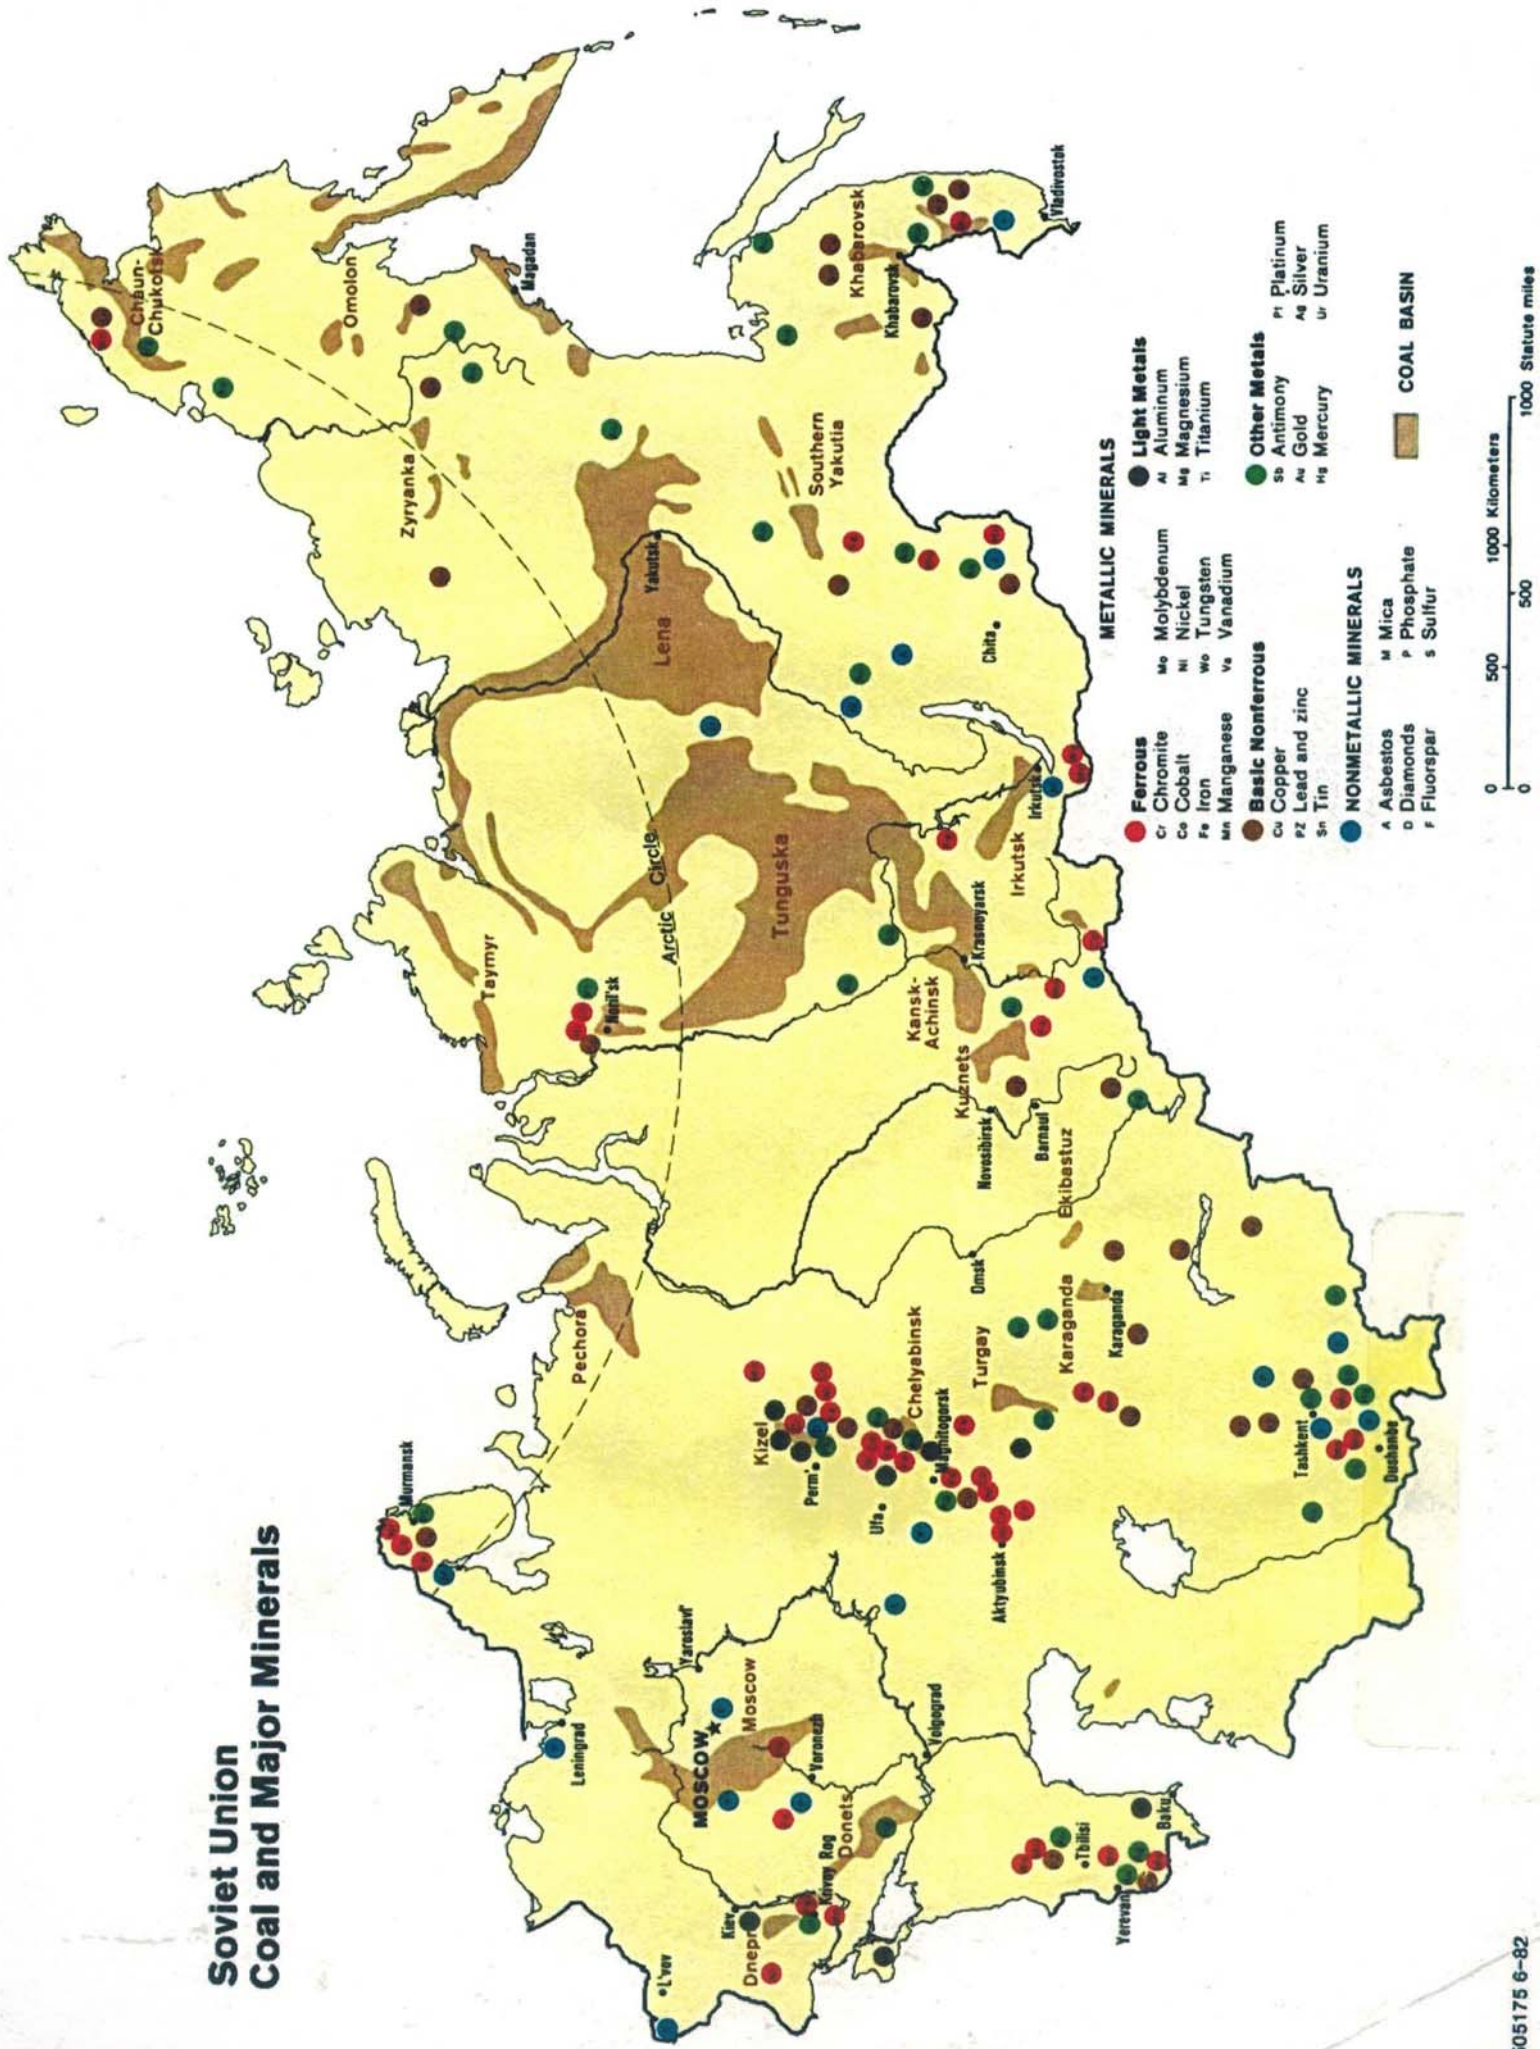 Soviet Union
Coal and Major Minerals
Murmansk
Leningrad
L'vov
Kiev
Dnepr
Krivoy Rog
Donets
MOSCOW
Moscow
Yaroslavl'
Voronezh
Volgograd
Tbilisi
Yerevan
Baku
Pechora
Kizel
Perm'
Ufa
Chelyabinsk
Magnitogorsk
Aktyubinsk
Turgay
Karaganda
Karaganda
Ekibastuz
Omsk
Tashkent
Dushanbe
Novosibirsk
Barnaul
Kuznets
Kansk-
Achinsk
Krasnoyarsk
Irkutsk
Irkutsk
Taymyr
Noril'sk
Arctic
Circle
Tunguska
Lena
Yakutsk
Chita
Zyryanka
Southern
Yakutia
Omolon
Chaun-
Chukotsk
Magadan
Khabarovsk
Khabarovsk
Vladivostok
METALLIC MINERALS
Ferrous
Cr Chromite
Co Cobalt
Fe Iron
Mn Manganese
Mo Molybdenum
Ni Nickel
Wo Tungsten
Va Vanadium
Light Metals
Al Aluminum
Mg Magnesium
Ti Titanium
Basic Nonferrous
Cu Copper
PZ Lead and zinc
Sn Tin
Other Metals
Sb Antimony
Au Gold
Hg Mercury
Pt Platinum
Ag Silver
Ur Uranium
NONMETALLIC MINERALS
A Asbestos
D Diamonds
F Fluorspar
M Mica
P Phosphate
S Sulfur
COAL BASIN
0 500 1000 Kilometers
0 500 1000 Statute miles
505175 6-82